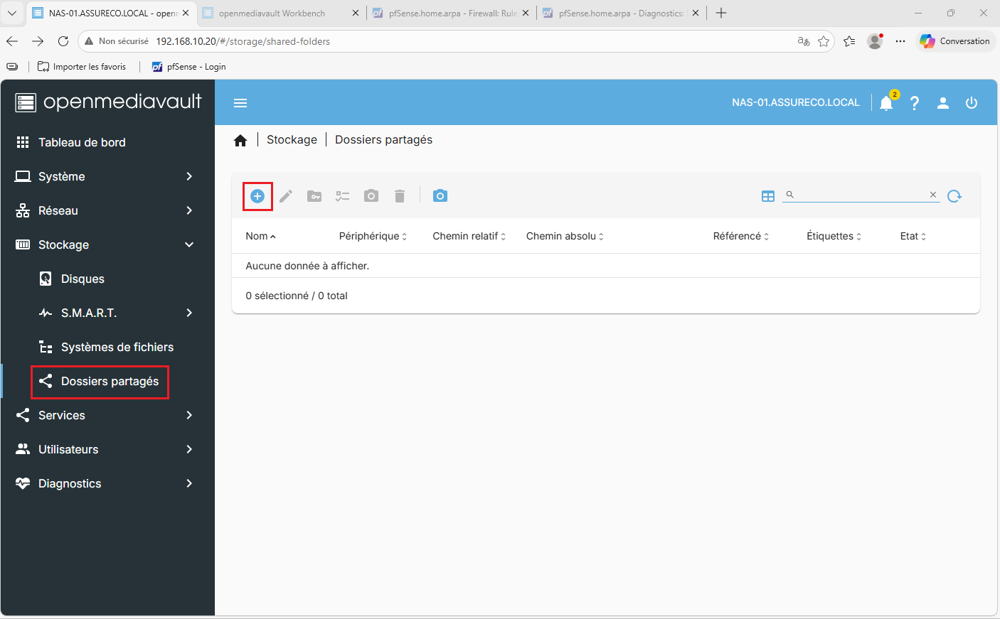 NAS-01.ASSURECO.LOCAL - openm
openmediavault Workbench
pfSense.home.arpa - Firewall: Rule
pfSense.home.arpa - Diagnostics:
Non sécurisé 192.168.10.20/#/storage/shared-folders
Conversation
Importer les favoris
pfSense - Login
openmediavault
NAS-01.ASSURECO.LOCAL
2
Tableau de bord
Système
Réseau
Stockage
Disques
S.M.A.R.T.
Systèmes de fichiers
Dossiers partagés
Services
Utilisateurs
Diagnostics
Stockage | Dossiers partagés
Nom Périphérique Chemin relatif Chemin absolu Référencé Étiquettes Etat
Aucune donnée à afficher.
0 sélectionné / 0 total